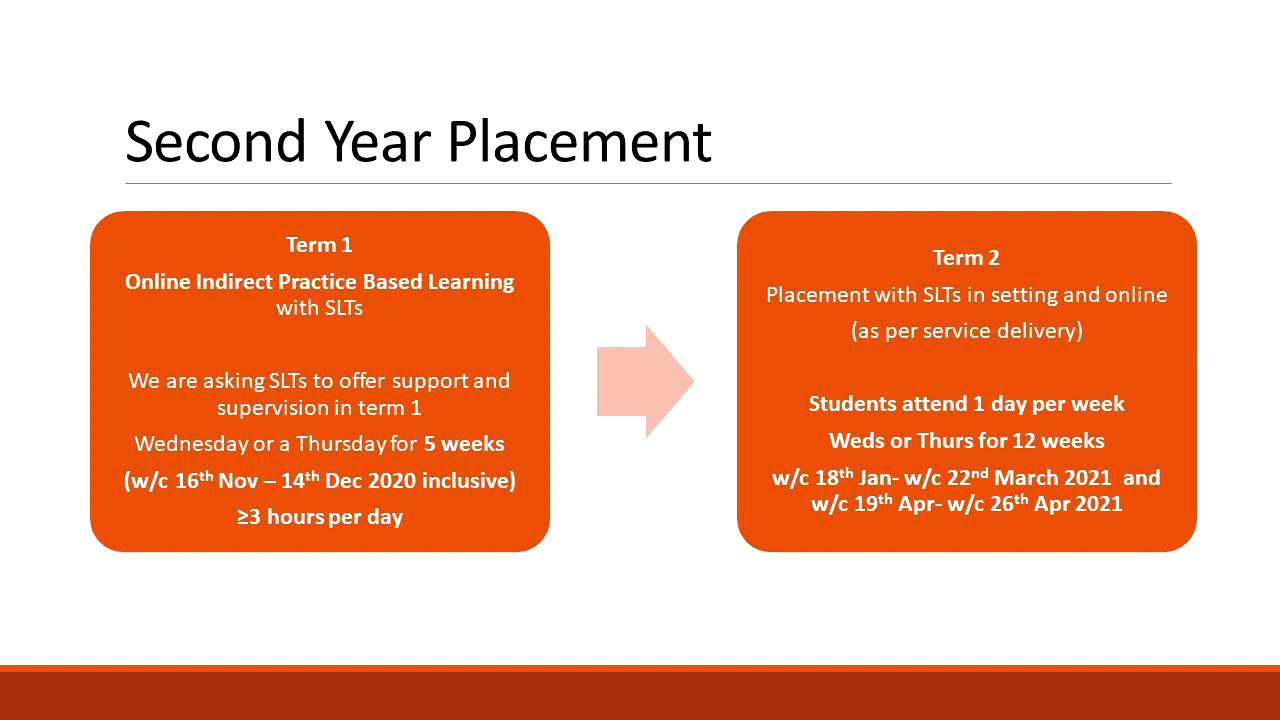 Second Year Placement
Term 1
Online Indirect Practice Based Learning
with SLTs
We are asking SLTs to offer support and
supervision in term 1
Wednesday or a Thursday for 5 weeks
(w/c 16th Nov – 14th Dec 2020 inclusive)
≥3 hours per day
Term 2
Placement with SLTs in setting and online
(as per service delivery)
Students attend 1 day per week
Weds or Thurs for 12 weeks
w/c 18th Jan- w/c 22nd March 2021  and
w/c 19th Apr- w/c 26th Apr 2021